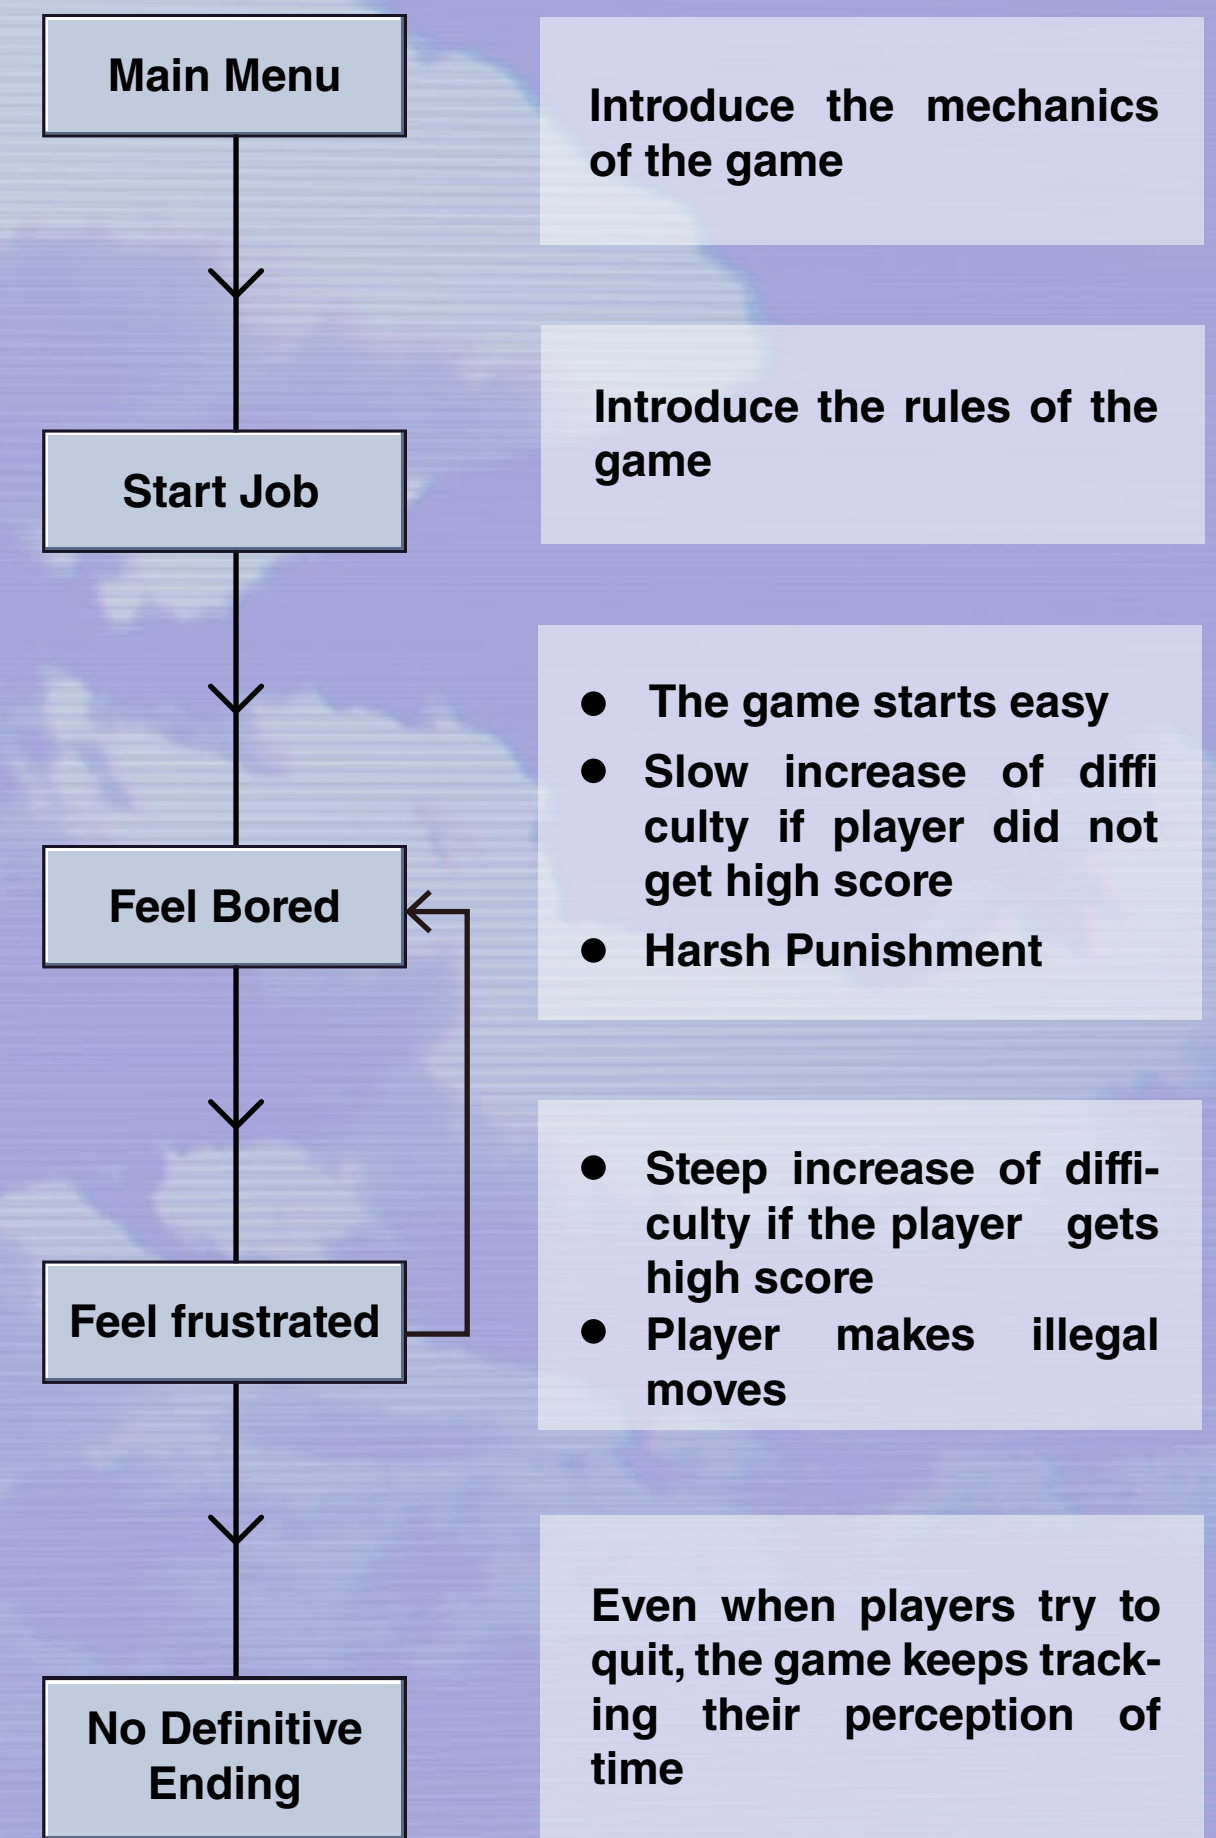 Main Menu
Introduce the mechanics
of the game
Introduce the rules of the
game
Start Job
● The game starts easy
● Slow increase of diffi
culty if player did not
get high score
● Harsh Punishment
Feel Bored
● Steep increase of diffi-
culty if the player gets
high score
● Player makes illegal
moves
Feel frustrated
Even when players try to
quit, the game keeps track-
ing their perception of
time
No Definitive
Ending